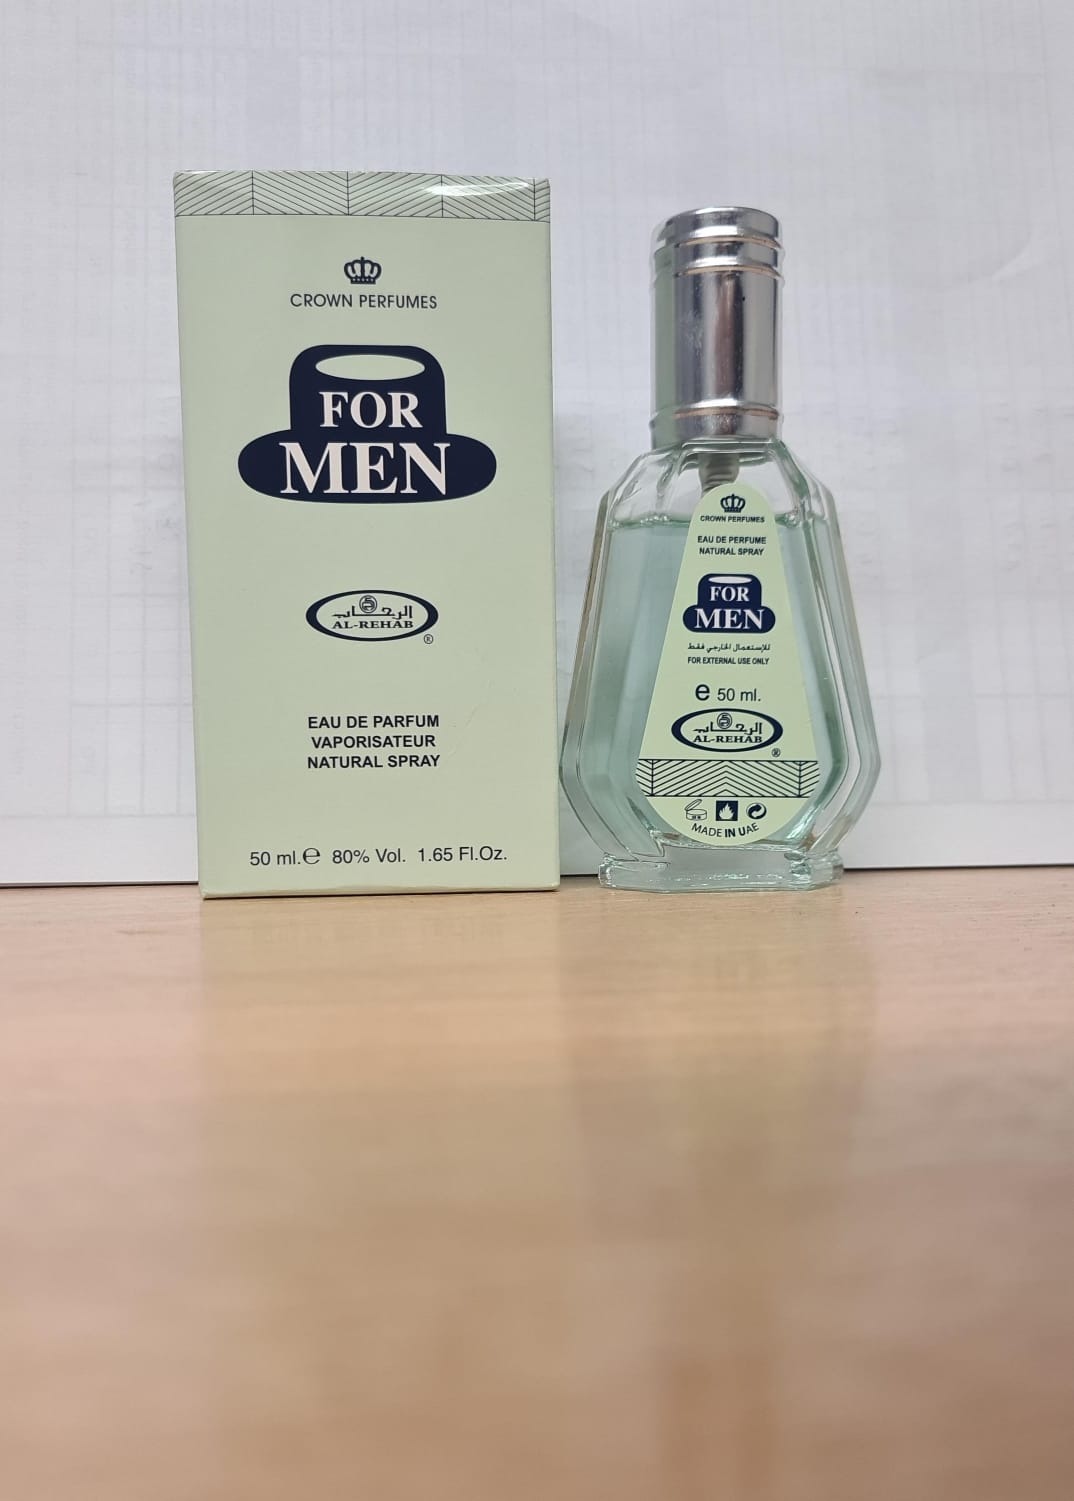 CROWN PERFUMES
FOR
MEN
الرحاب
AL-REHAB
®
EAU DE PARFUM
VAPORISATEUR
NATURAL SPRAY
50 ml.℮ 80% Vol. 1.65 Fl.Oz.
CROWN PERFUMES
EAU DE PERFUME
NATURAL SPRAY
FOR
MEN
للإستعمال الخارجي فقط
FOR EXTERNAL USE ONLY
℮ 50 ml.
الرحاب
AL-REHAB
®
MADE IN UAE